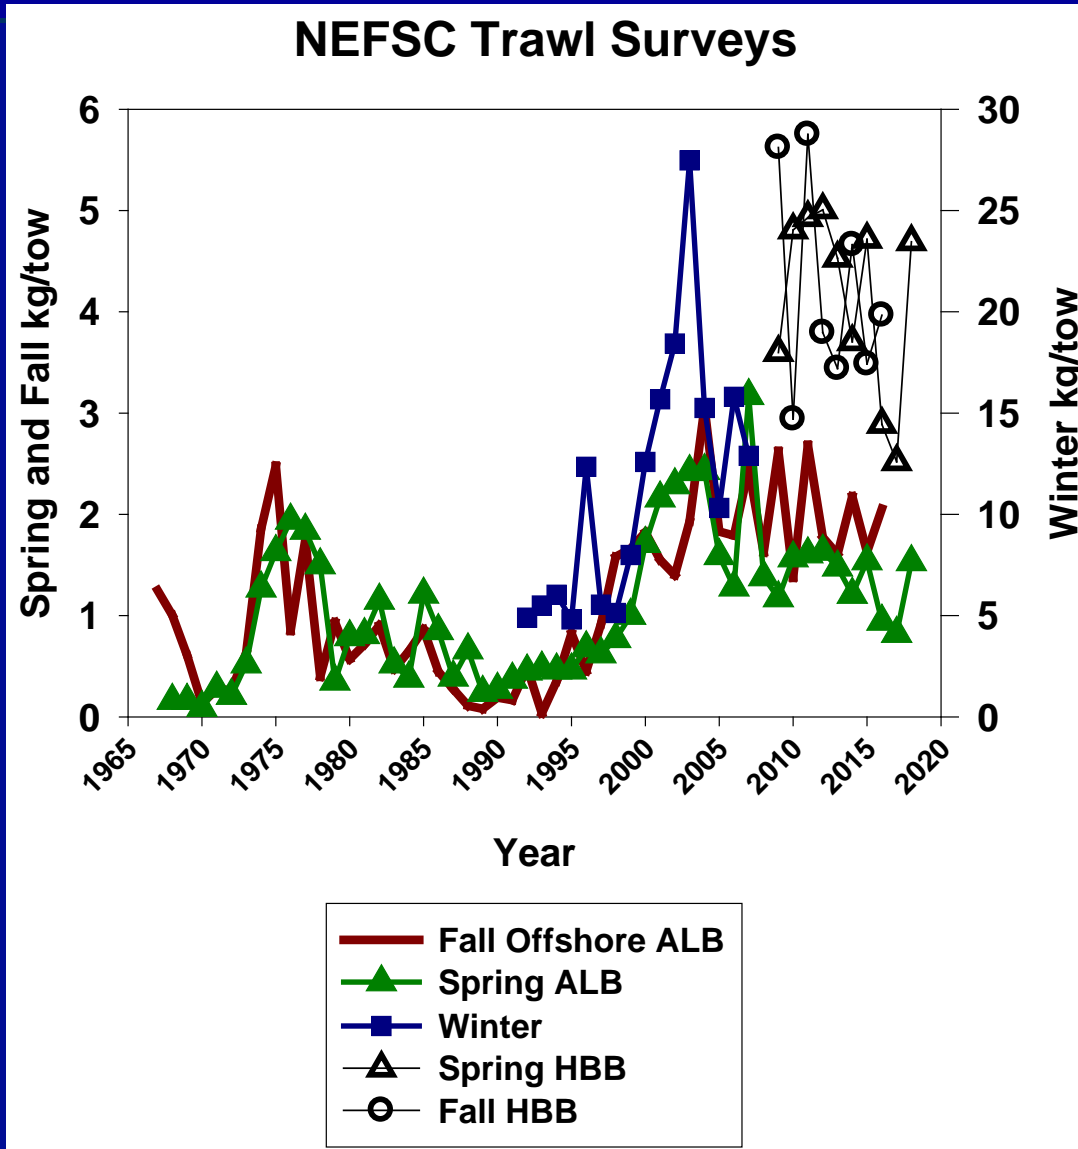 NEFSC Trawl Surveys
6
5
4
3
2
1
0
Spring and Fall kg/tow
30
25
20
15
10
5
0
Winter kg/tow
1965
1970
1975
1980
1985
1990
1995
2000
2005
2010
2015
2020
Year
Fall Offshore ALB
Spring ALB
Winter
Spring HBB
Fall HBB